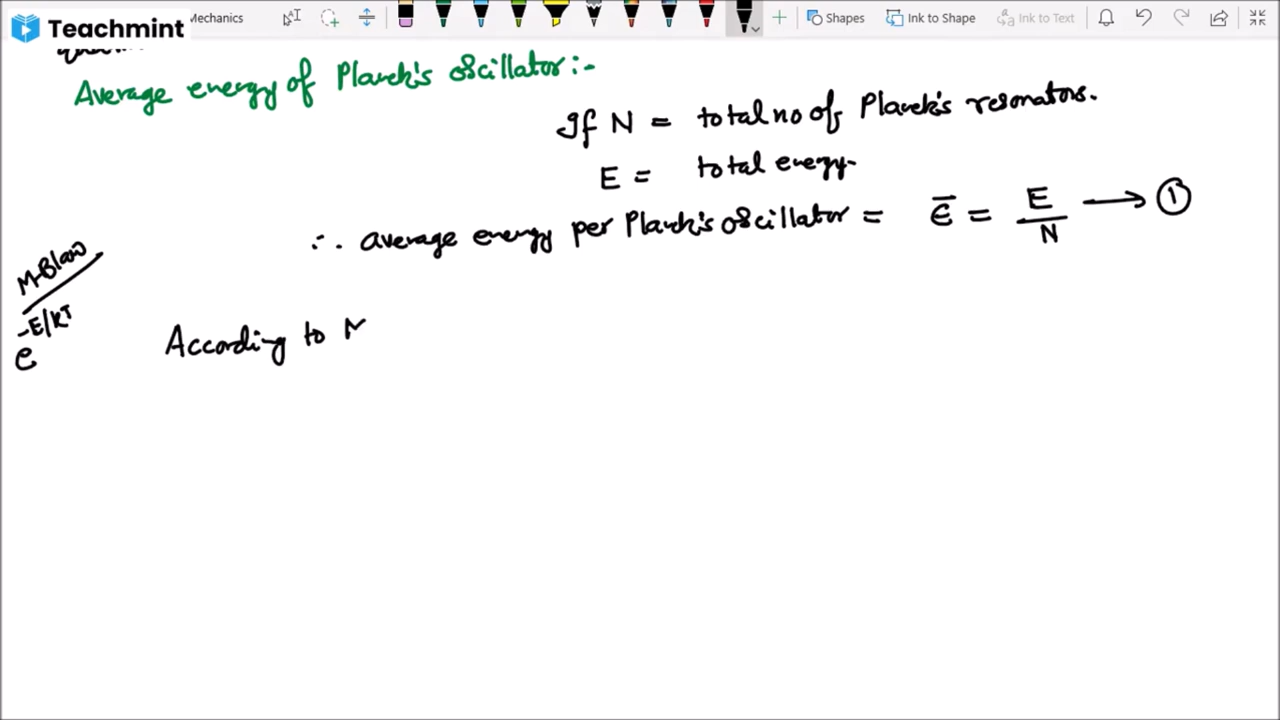 Teachmint
Mechanics
Shapes
Ink to Shape
Ink to Text
Average energy of Planck's oscillator:-
If N = total no of Planck's resonators.
E = total energy.
∴ average energy per Planck's oscillator = ε̄ = E/N → ①
M-B law
e^-E/KT
According to M